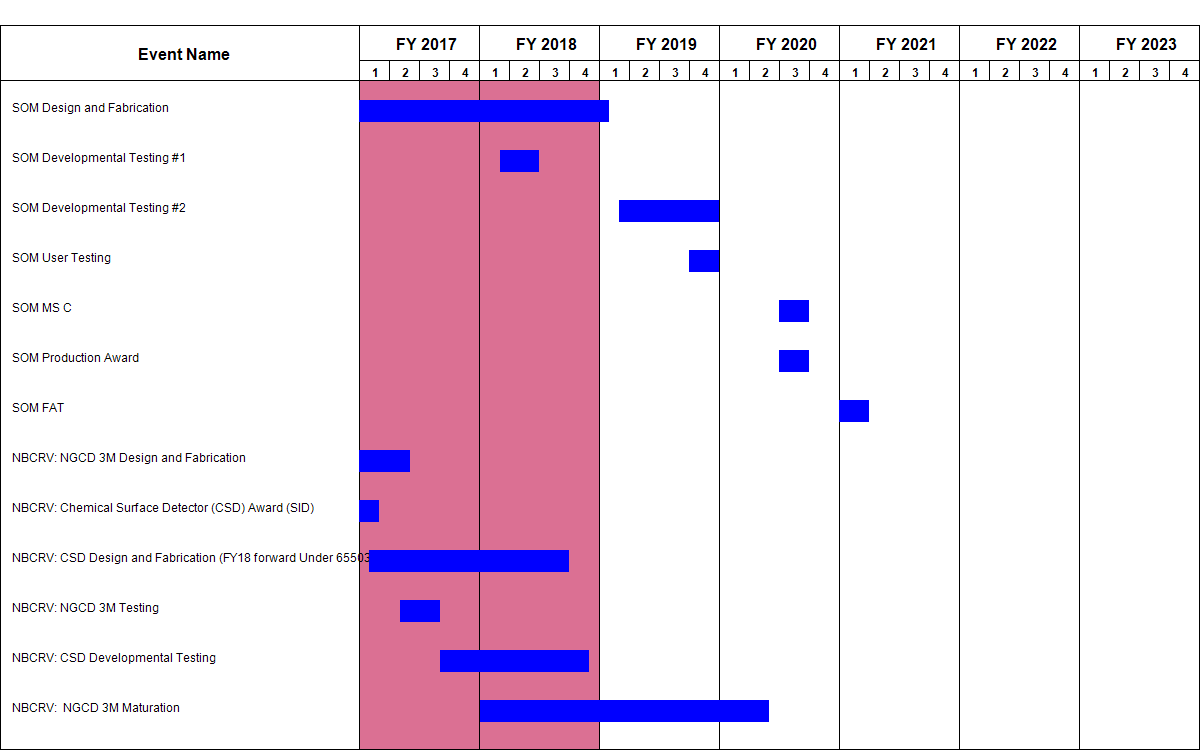 Event Name FY 2017 FY 2018 FY 2019 FY 2020 FY 2021 FY 2022 FY 2023
1 2 3 4 1 2 3 4 1 2 3 4 1 2 3 4 1 2 3 4 1 2 3 4 1 2 3 4
SOM Design and Fabrication
SOM Developmental Testing #1
SOM Developmental Testing #2
SOM User Testing
SOM MS C
SOM Production Award
SOM FAT
NBCRV: NGCD 3M Design and Fabrication
NBCRV: Chemical Surface Detector (CSD) Award (SID)
NBCRV: CSD Design and Fabrication (FY18 forward Under 65503
NBCRV: NGCD 3M Testing
NBCRV: CSD Developmental Testing
NBCRV:  NGCD 3M Maturation